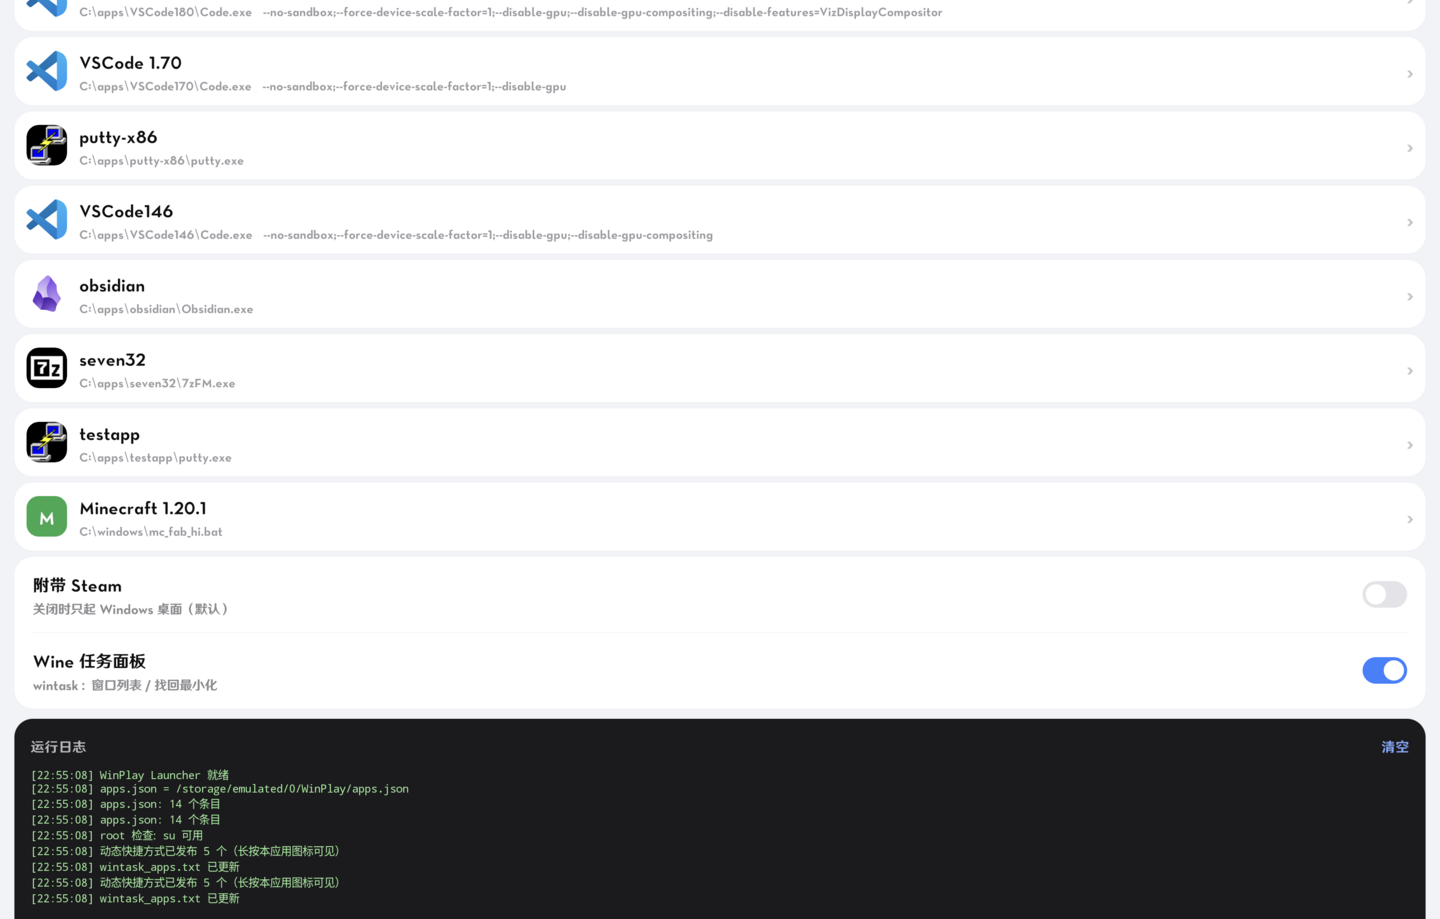 C:\apps\VSCode180\Code.exe --no-sandbox;--force-device-scale-factor=1;--disable-gpu;--disable-gpu-compositing;--disable-features=VizDisplayCompositor
VSCode 1.70
C:\apps\VSCode170\Code.exe --no-sandbox;--force-device-scale-factor=1;--disable-gpu
putty-x86
C:\apps\putty-x86\putty.exe
VSCode146
C:\apps\VSCode146\Code.exe --no-sandbox;--force-device-scale-factor=1;--disable-gpu;--disable-gpu-compositing
obsidian
C:\apps\obsidian\Obsidian.exe
7z
seven32
C:\apps\seven32\7zFM.exe
testapp
C:\apps\testapp\putty.exe
M
Minecraft 1.20.1
C:\windows\mc_fab_hi.bat
附带 Steam
关闭时只起 Windows 桌面（默认）
Wine 任务面板
wintask：窗口列表 / 找回最小化
运行日志 清空
[22:55:08] WinPlay Launcher 就绪
[22:55:08] apps.json = /storage/emulated/0/WinPlay/apps.json
[22:55:08] apps.json: 14 个条目
[22:55:08] apps.json: 14 个条目
[22:55:08] root 检查: su 可用
[22:55:08] 动态快捷方式已发布 5 个（长按本应用图标可见）
[22:55:08] wintask_apps.txt 已更新
[22:55:08] 动态快捷方式已发布 5 个（长按本应用图标可见）
[22:55:08] wintask_apps.txt 已更新